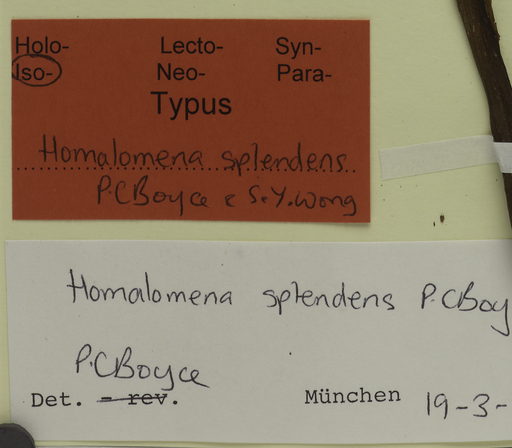 Holo- Lecto- Syn-
Iso- Neo- Para-
Typus
Homalomena splendens
P.C.Boyce & S.Y.Wong
Homalomena splendens P.C.Boy
P.C.Boyce
Det. - rev. München 19-3-